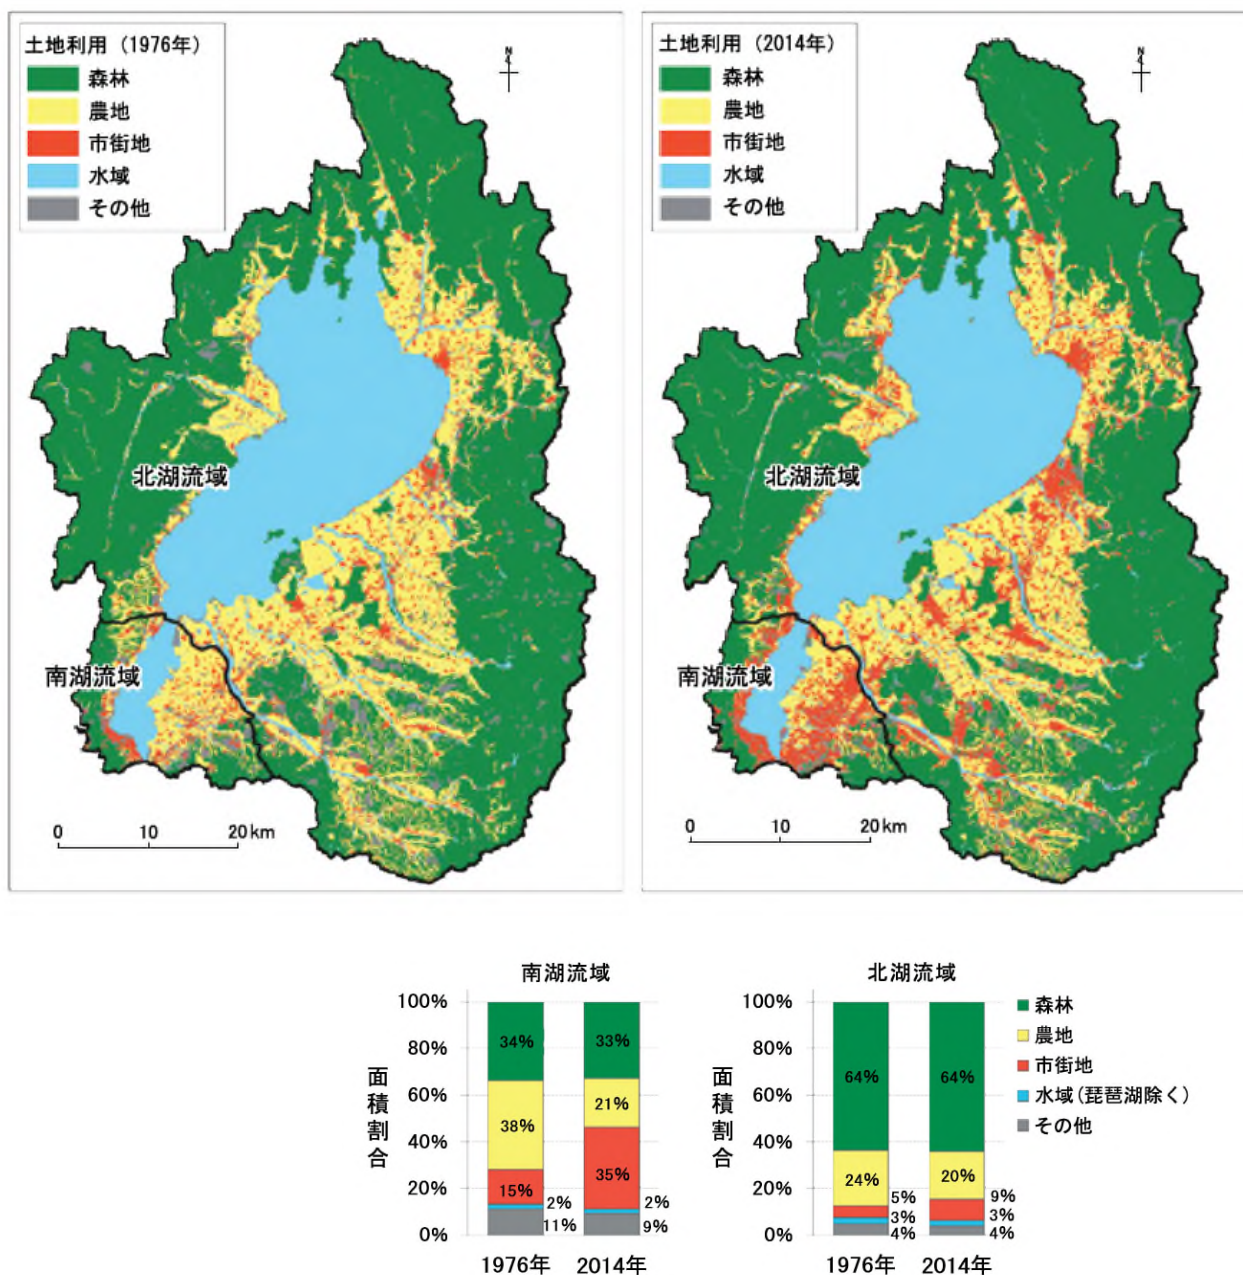 土地利用（1976年）
森林
農地
市街地
水域
その他
N
北湖流域
南湖流域
0 10 20km
土地利用（2014年）
森林
農地
市街地
水域
その他
N
北湖流域
南湖流域
0 10 20km
南湖流域
面積割合
100%
80%
60%
40%
20%
0%
34%
38%
15%
2%
11%
33%
21%
35%
2%
9%
1976年 2014年
北湖流域
面積割合
100%
80%
60%
40%
20%
0%
64%
24%
5%
3%
4%
64%
20%
9%
3%
4%
1976年 2014年
森林
農地
市街地
水域（琵琶湖除く）
その他